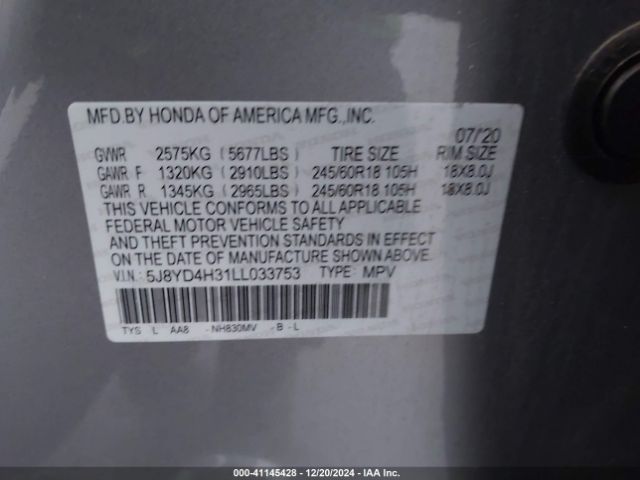 MFD.BY HONDA OF AMERICA MFG.,INC.
07/'20
GVWR 2575KG (5677LBS) TIRE SIZE RIM SIZE
GAWR F 1320KG (2910LBS) 245/60R18 105H 18X8.0J
GAWR R 1345KG (2965LBS) 245/60R18 105H 18X8.0J
THIS VEHICLE CONFORMS TO ALL APPLICABLE
FEDERAL MOTOR VEHICLE SAFETY
AND THEFT PREVENTION STANDARDS IN EFFECT
ON THE DATE OF MANUFACTURE SHOWN ABOVE.
V.I.N.: 5J8YD4H31LL033753 TYPE: MPV
TYS L AA8 -NH830MV -B-L
000-41145428 - 12/20/2024 - IAAI.COM